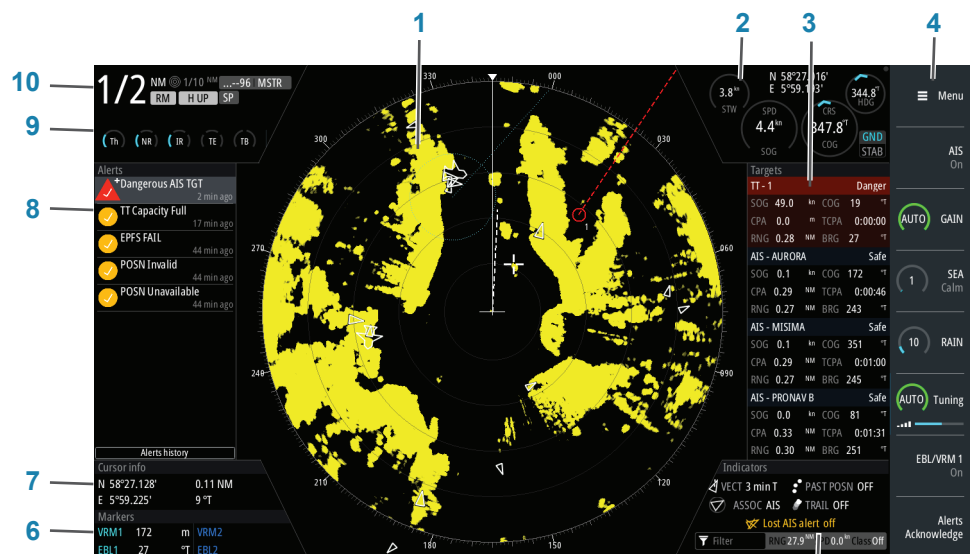 1
2
3
4
10
9
8
7
6
1/2 NM 1/10 NM ...--96 MSTR
RM H UP SP
Th NR IR TE TB
Alerts
Dangerous AIS TGT
2 min ago
TT Capacity Full
17 min ago
EPFS FAIL
44 min ago
POSN Invalid
44 min ago
POSN Unavailable
44 min ago
Alerts history
Cursor info
N 58°27.128' 0.11 NM
E 5°59.225' 9 °T
Markers
VRM1 172 m VRM2
EBL1 27 °T EBL2
330
000
300
270
060
240
090
210
120
180
150
1
3.8 kn
STW
N 58°27.016'
E 5°59.193'
344.8 °T
HDG
SPD
4.4 kn
SOG
CRS
347.8 °T
COG
GND
STAB
Targets
TT - 1 Danger
SOG 49.0 kn COG 19 °T
CPA 0.0 m TCPA 0:00:00
RNG 0.28 NM BRG 27 °T
AIS - AURORA Safe
SOG 0.1 kn COG 172 °T
CPA 0.29 NM TCPA 0:00:46
RNG 0.27 NM BRG 243 °T
AIS - MISIMA Safe
SOG 0.1 kn COG 351 °T
CPA 0.29 NM TCPA 0:01:00
RNG 0.27 NM BRG 245 °T
AIS - PRONAV B Safe
SOG 0.0 kn COG 81 °T
CPA 0.33 NM TCPA 0:01:31
RNG 0.30 NM BRG 251 °T
Indicators
VECT 3 min T PAST POSN OFF
ASSOC AIS TRAIL OFF
Lost AIS alert off
Filter RNG 27.9 NM 0.0 kn Class Off
Menu
AIS
On
AUTO GAIN
1 SEA
Calm
10 RAIN
AUTO Tuning
EBL/VRM 1
On
Alerts
Acknowledge